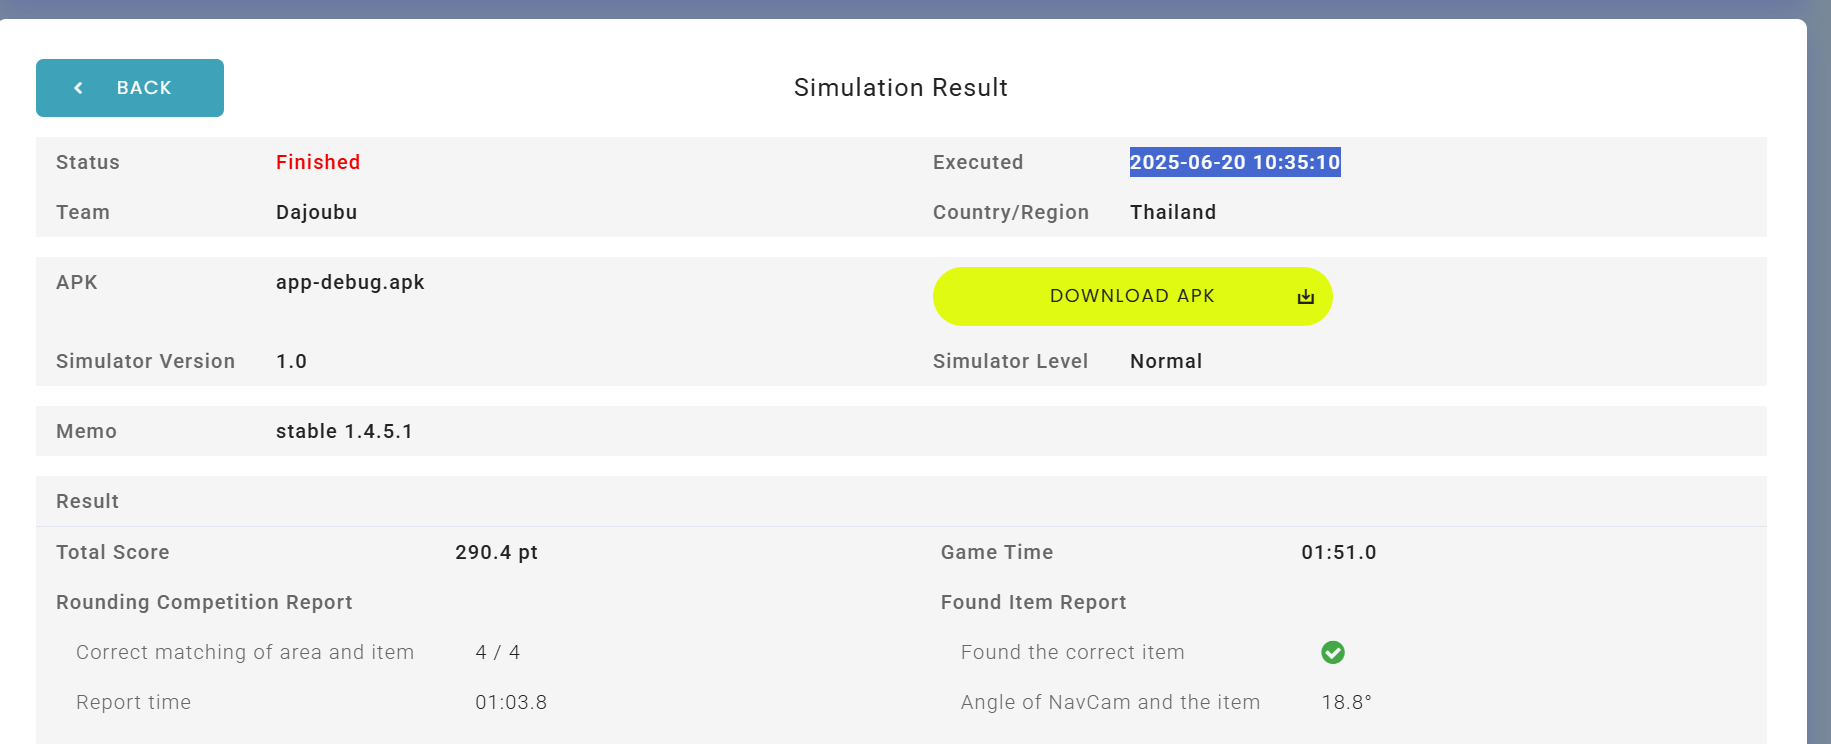 BACK
Simulation Result
Status Finished Executed 2025-06-20 10:35:10
Team Dajoubu Country/Region Thailand
APK app-debug.apk DOWNLOAD APK
Simulator Version 1.0 Simulator Level Normal
Memo stable 1.4.5.1
Result
Total Score 290.4 pt Game Time 01:51.0
Rounding Competition Report Found Item Report
Correct matching of area and item 4 / 4 Found the correct item
Report time 01:03.8 Angle of NavCam and the item 18.8°